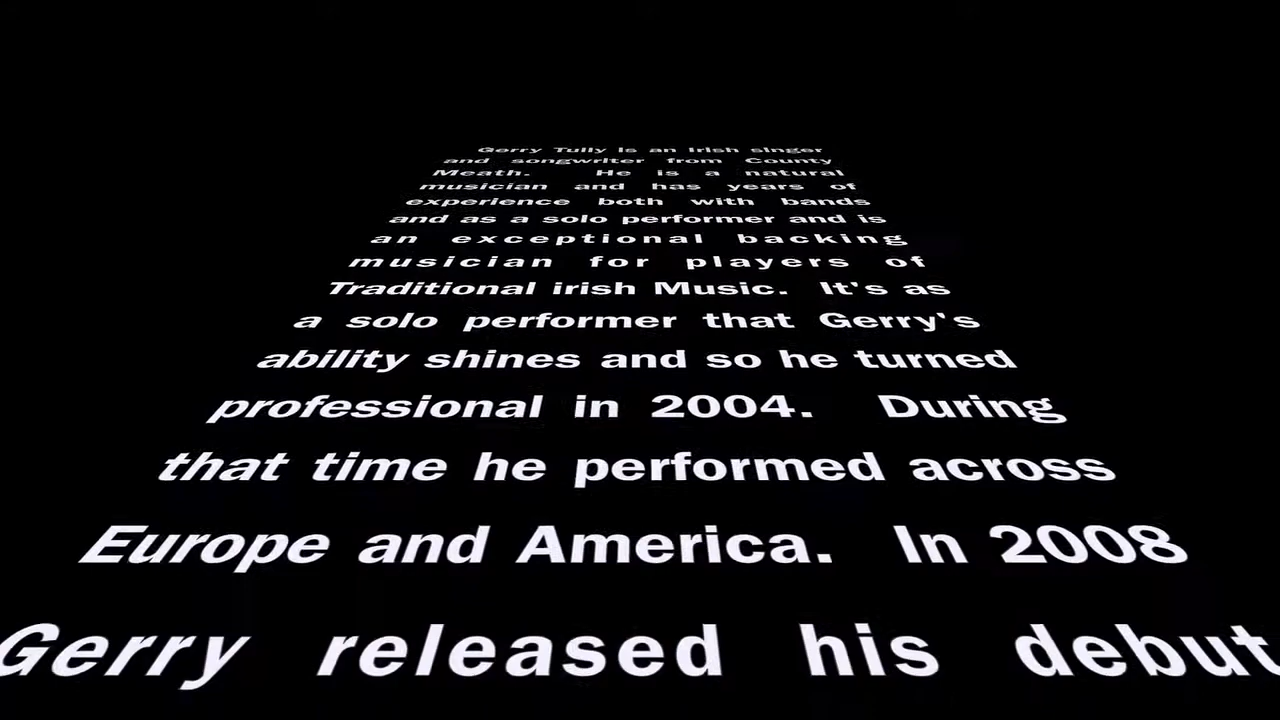 Gerry Tully is an Irish singer
and songwriter from County
Meath. He is a natural
musician and has years of
experience both with bands
and as a solo performer and is
an exceptional backing
musician for players of
Traditional irish Music. It's as
a solo performer that Gerry's
ability shines and so he turned
professional in 2004. During
that time he performed across
Europe and America. In 2008
Gerry released his debut